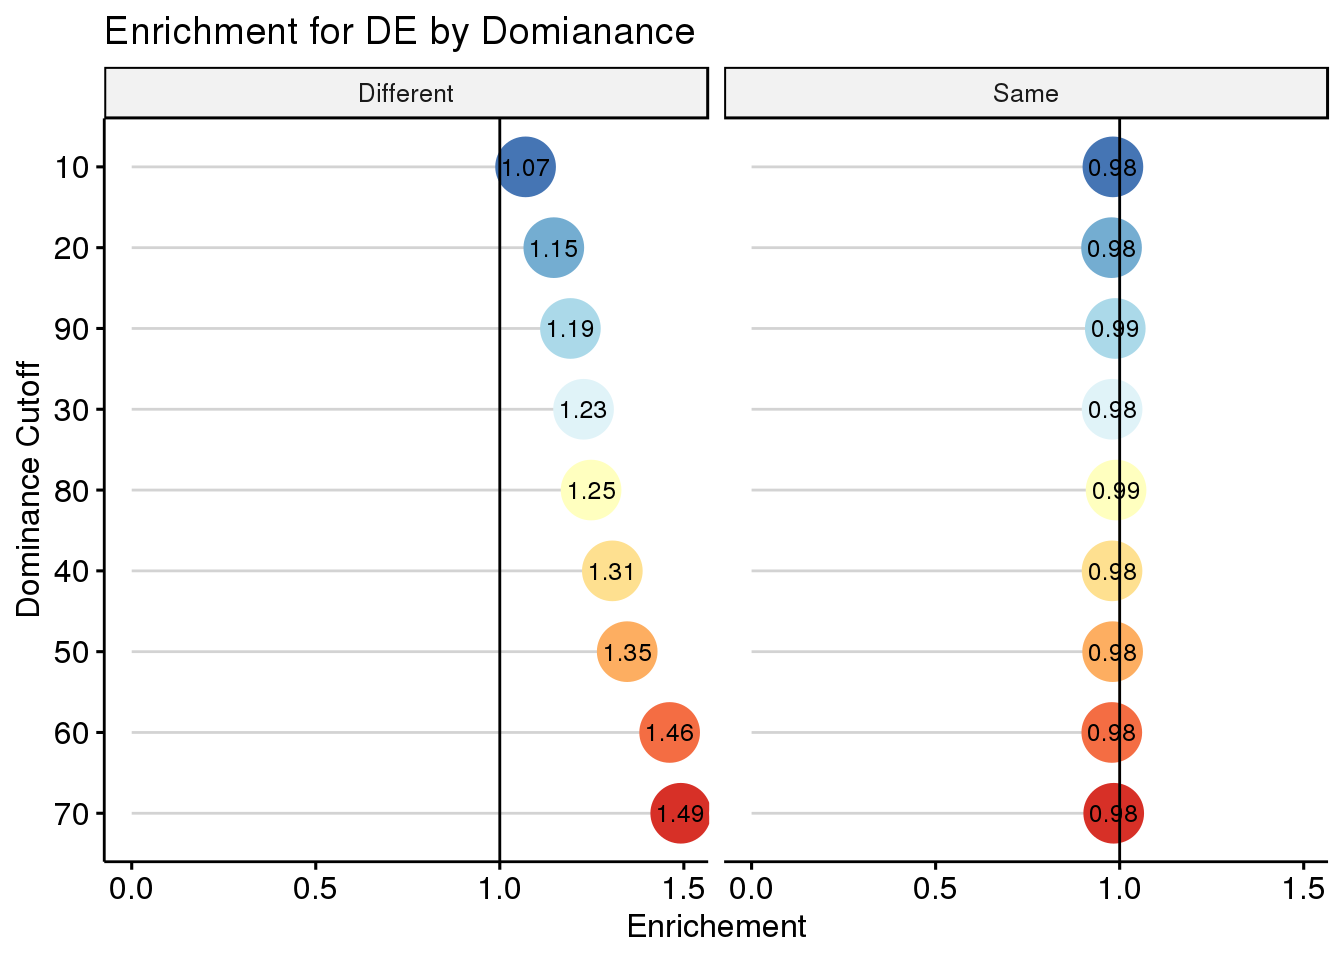 Enrichment for DE by Domianance
Different Same
Dominance Cutoff
10 1.07 0.98
20 1.15 0.98
90 1.19 0.99
30 1.23 0.98
80 1.25 0.99
40 1.31 0.98
50 1.35 0.98
60 1.46 0.98
70 1.49 0.98
0.0 0.5 1.0 1.5 0.0 0.5 1.0 1.5
Enrichement